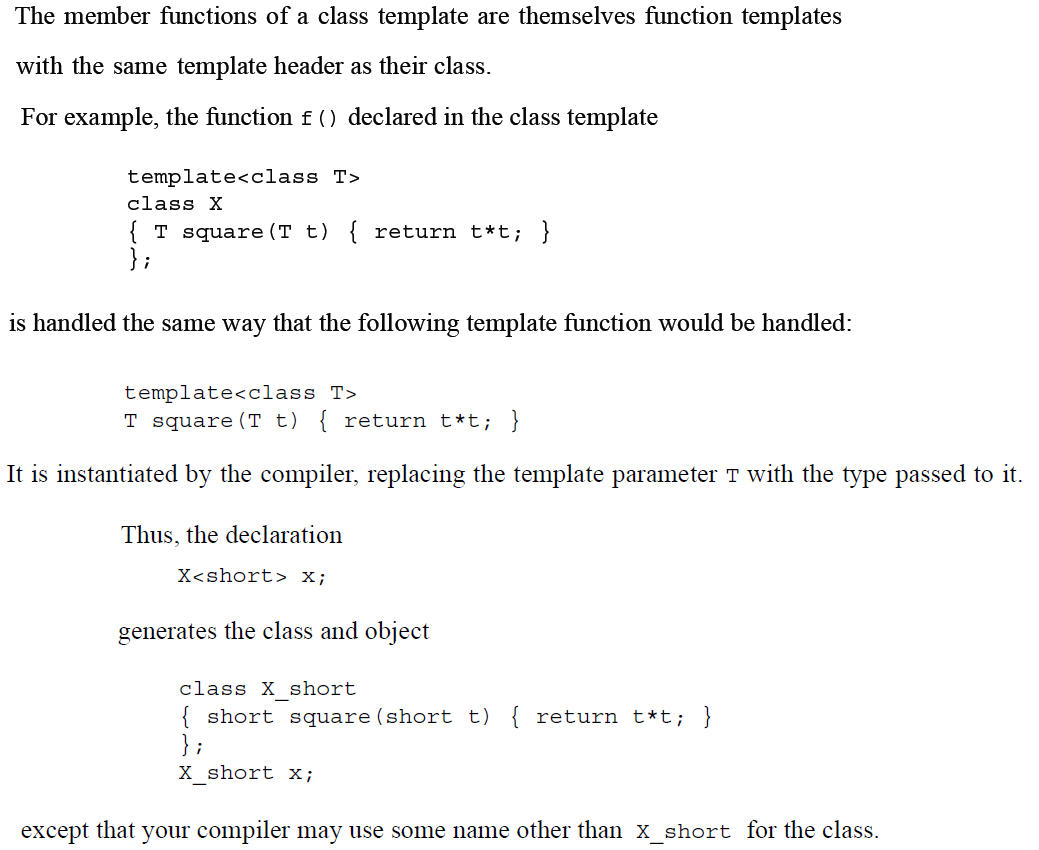 The member functions of a class template are themselves function templates
with the same template header as their class.
For example, the function f() declared in the class template
template<class T>
class X
{ T square(T t) { return t*t; }
};
is handled the same way that the following template function would be handled:
template<class T>
T square(T t) { return t*t; }
It is instantiated by the compiler, replacing the template parameter T with the type passed to it.
Thus, the declaration
X<short> x;
generates the class and object
class X_short
{ short square(short t) { return t*t; }
};
X_short x;
except that your compiler may use some name other than X_short for the class.